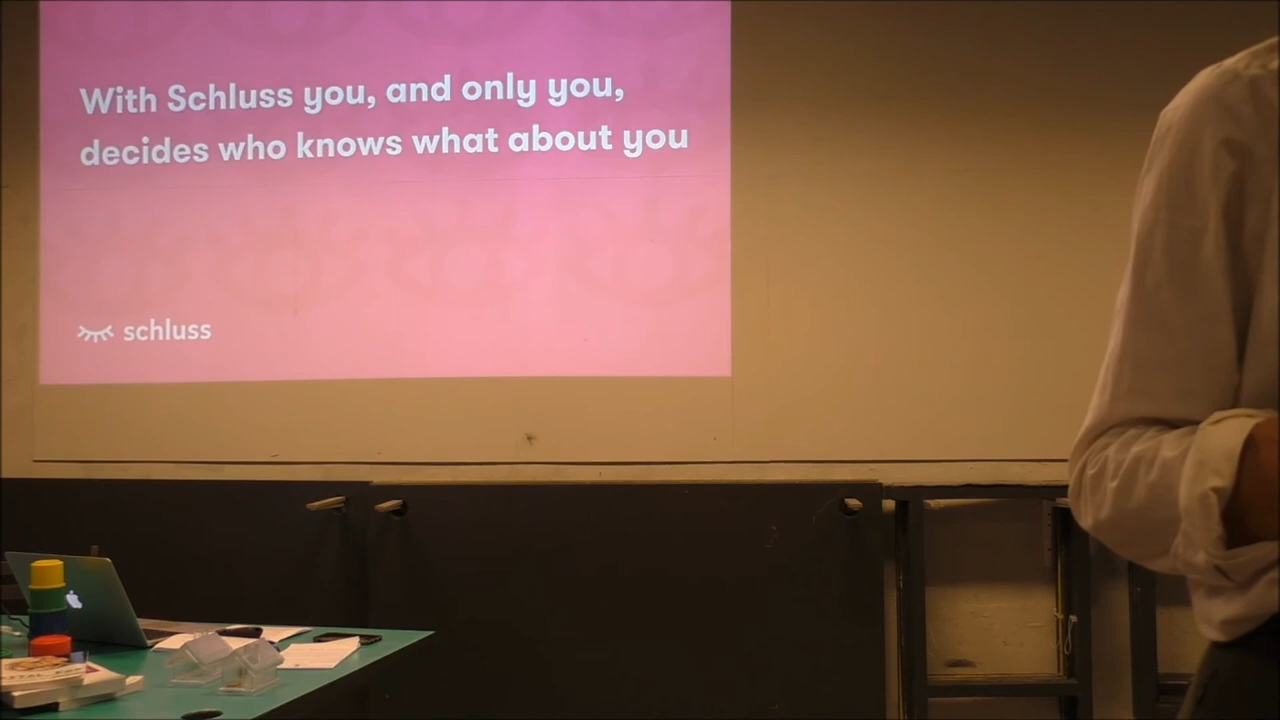 With Schluss you, and only you,
decides who knows what about you
schluss